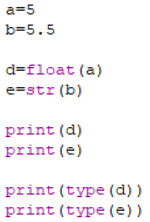 a=5
b=5.5
d=float(a)
e=str(b)
print(d)
print(e)
print(type(d))
print(type(e))